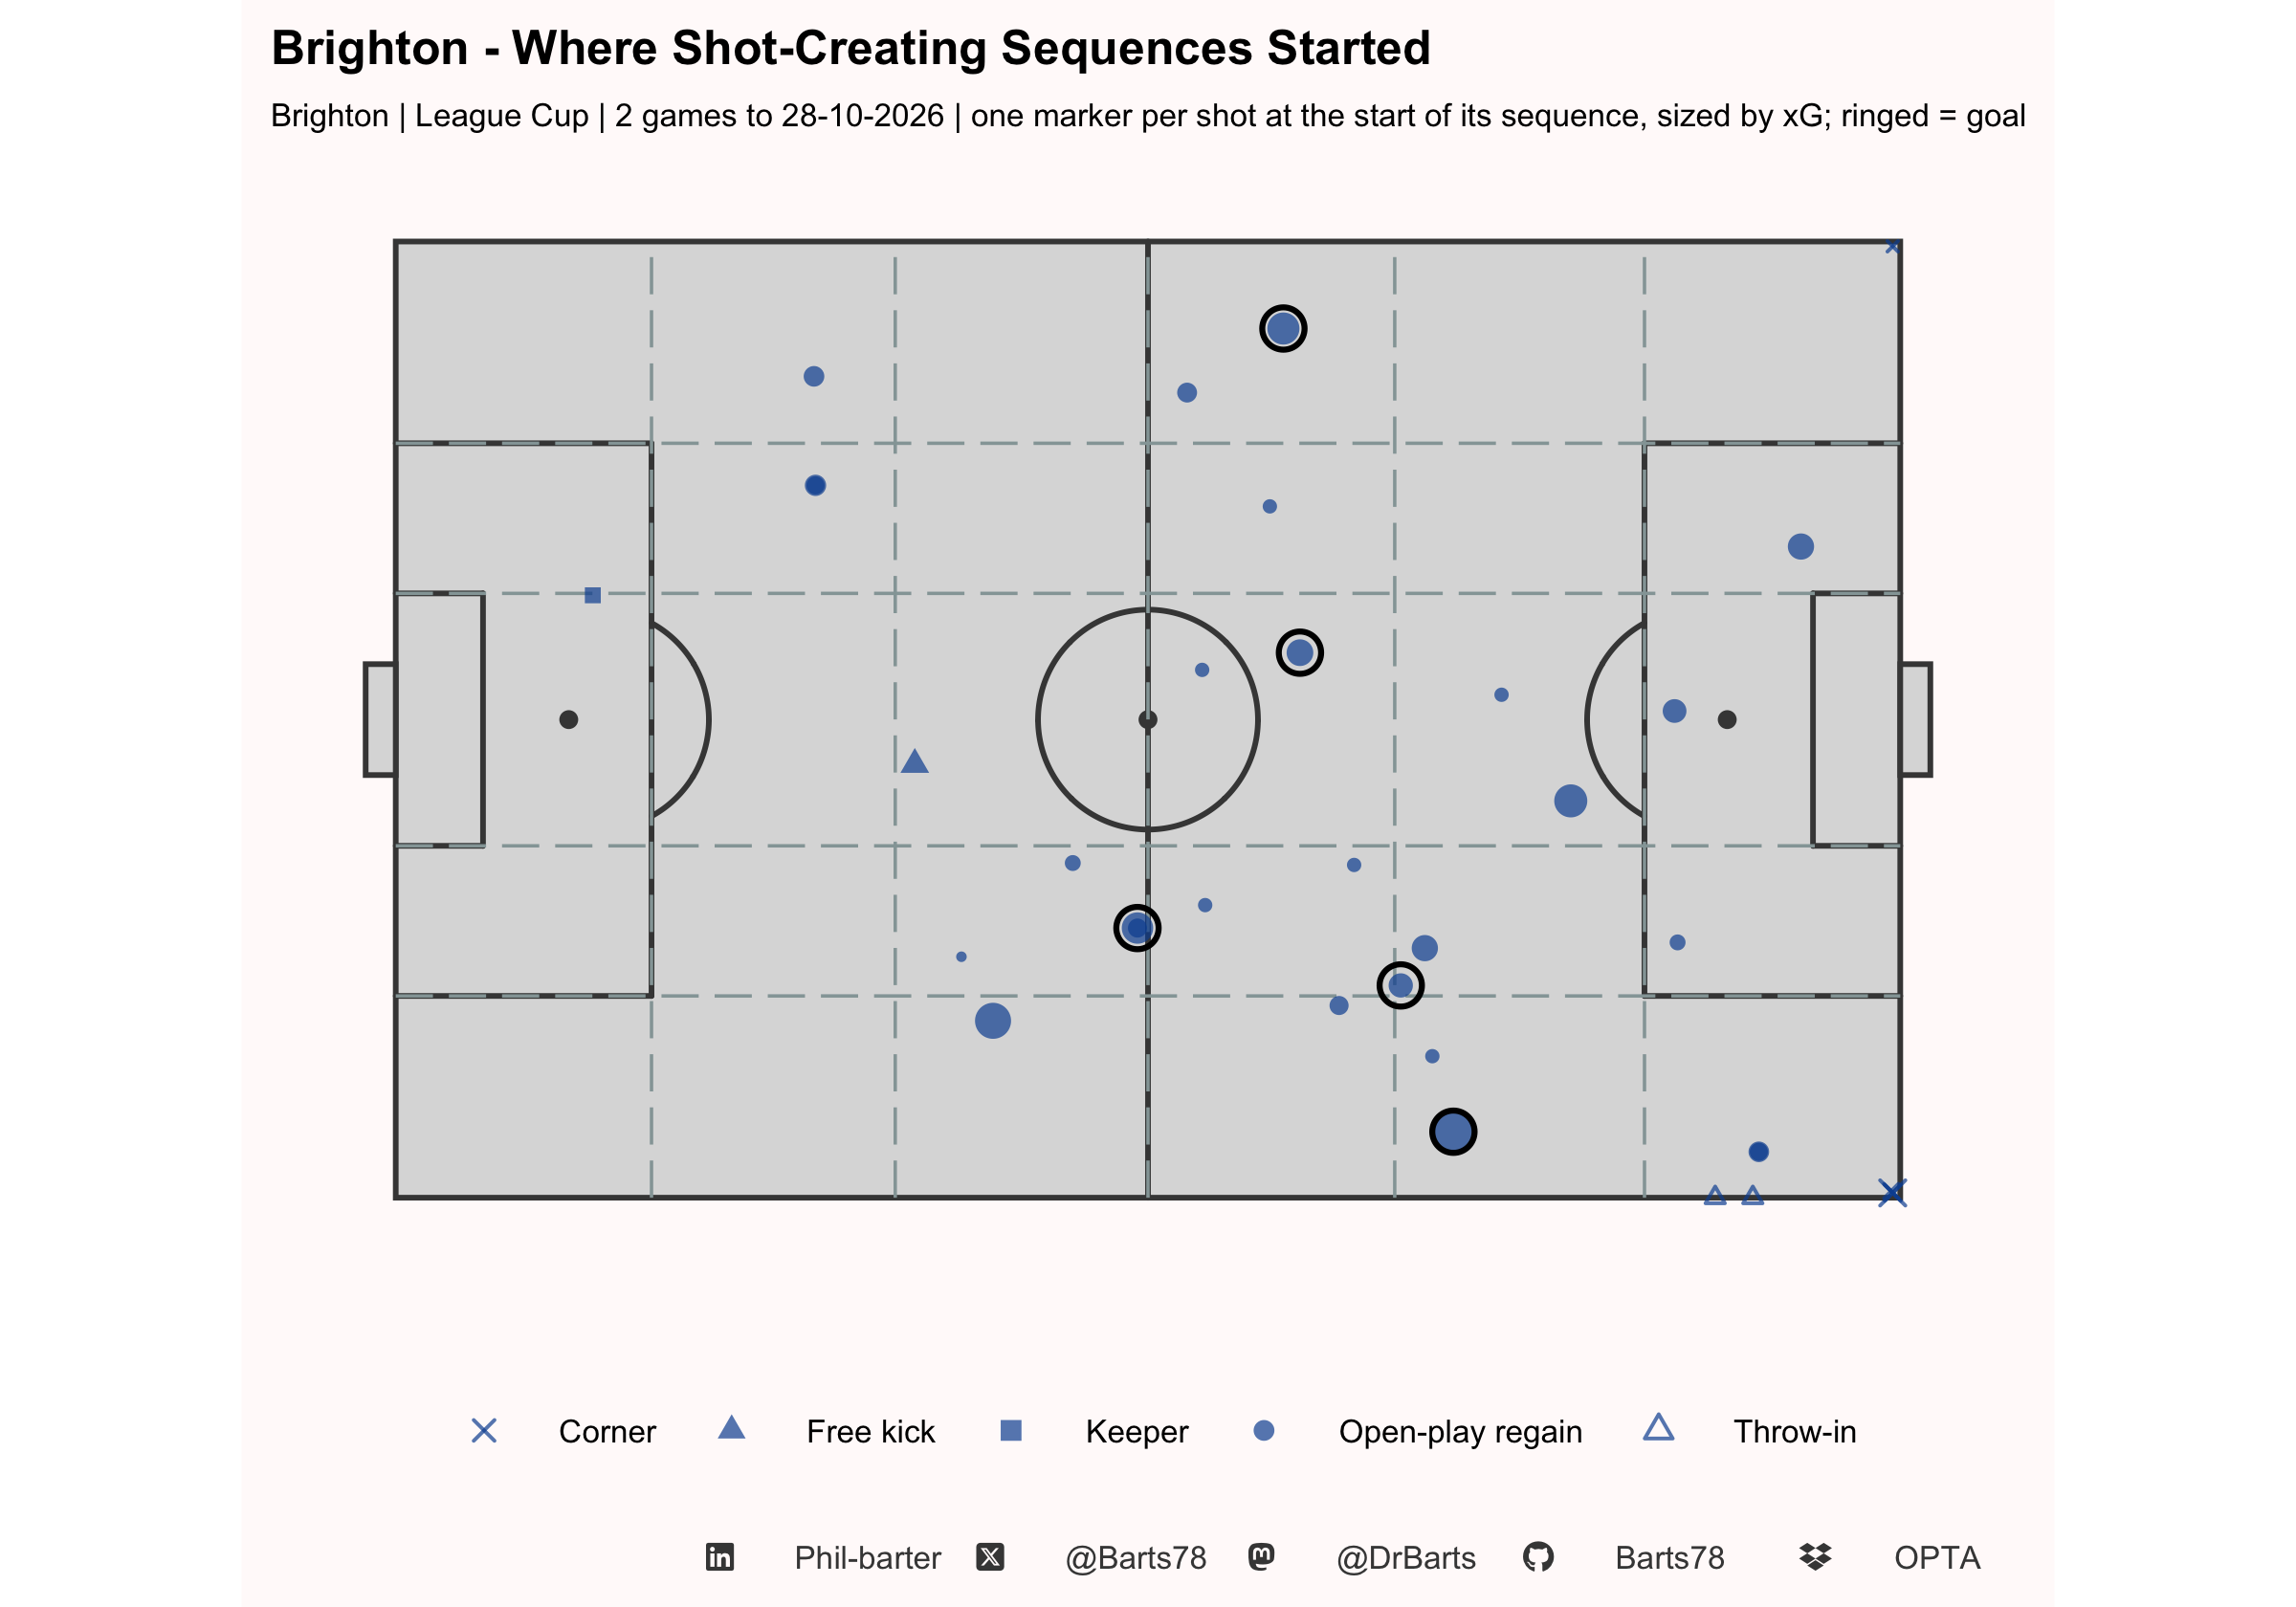 Brighton - Where Shot-Creating Sequences Started
Brighton | League Cup | 2 games to 28-10-2026 | one marker per shot at the start of its sequence, sized by xG; ringed = goal
Corner Free kick Keeper Open-play regain Throw-in
Phil-barter @Barts78 @DrBarts Barts78 OPTA